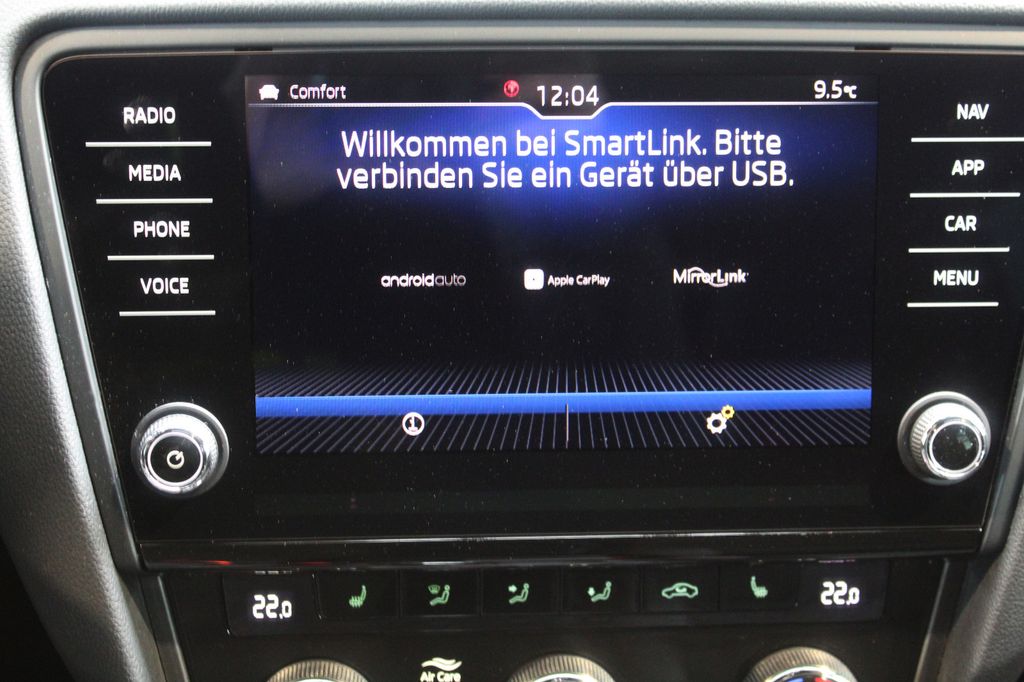 Comfort 12:04 9.5°C
Willkommen bei SmartLink. Bitte
verbinden Sie ein Gerät über USB.
androidauto Apple CarPlay MirrorLink
RADIO
MEDIA
PHONE
VOICE
NAV
APP
CAR
MENU
22.0 22.0
Air Care